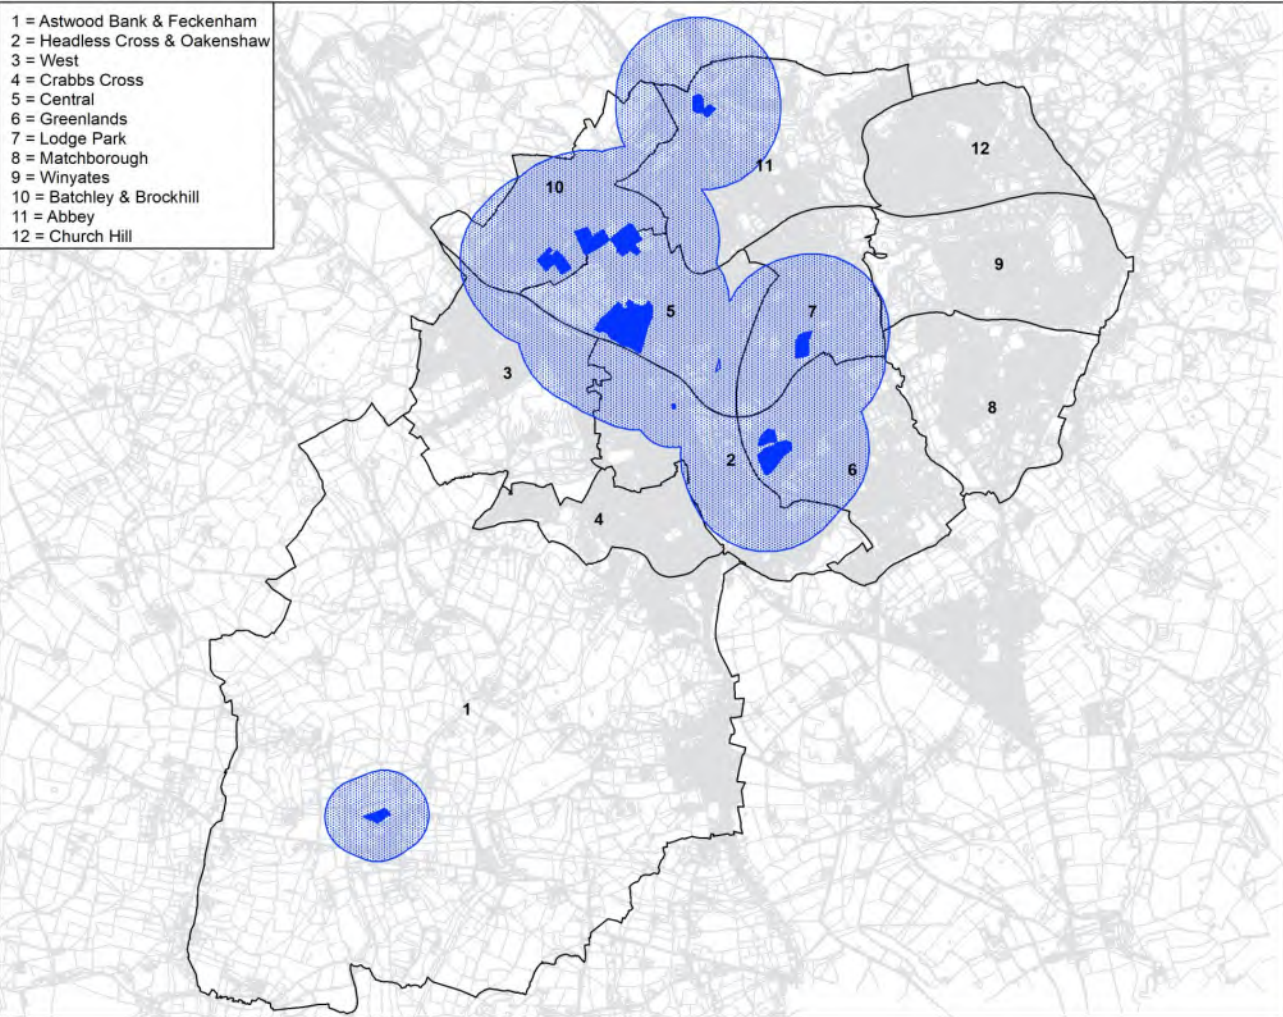 1 = Astwood Bank & Feckenham
2 = Headless Cross & Oakenshaw
3 = West
4 = Crabbs Cross
5 = Central
6 = Greenlands
7 = Lodge Park
8 = Matchborough
9 = Winyates
10 = Batchley & Brockhill
11 = Abbey
12 = Church Hill
12
11
10
9
5
7
3
8
2
6
4
1